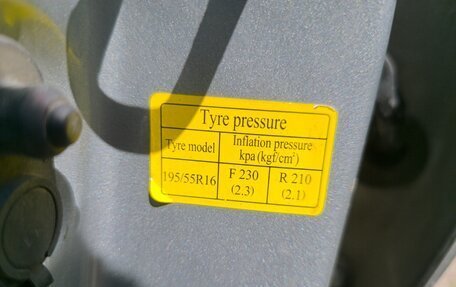 Tyre pressure
Tyre model
Inflation pressure
kpa (kgf/cm²)
195/55R16
F 230
(2.3)
R 210
(2.1)